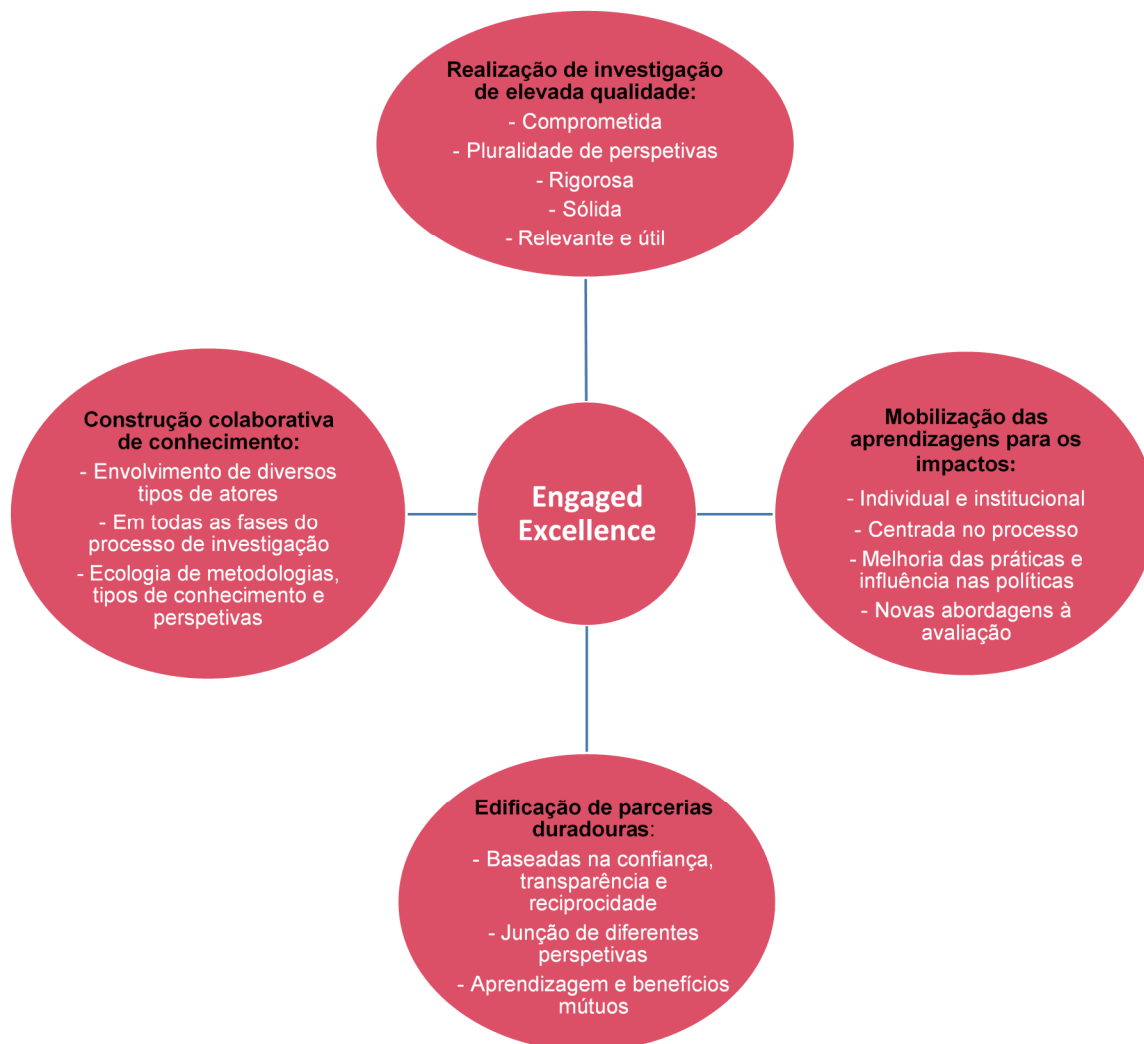 Realização de investigação
de elevada qualidade:
- Comprometida
- Pluralidade de perspetivas
- Rigorosa
- Sólida
- Relevante e útil
Construção colaborativa
de conhecimento:
- Envolvimento de diversos
tipos de atores
- Em todas as fases do
processo de investigação
- Ecologia de metodologias,
tipos de conhecimento e
perspetivas
Engaged
Excellence
Mobilização das
aprendizagens para os
impactos:
- Individual e institucional
- Centrada no processo
- Melhoria das práticas e
influência nas políticas
- Novas abordagens à
avaliação
Edificação de parcerias
duradouras:
- Baseadas na confiança,
transparência e
reciprocidade
- Junção de diferentes
perspetivas
- Aprendizagem e benefícios
mútuos